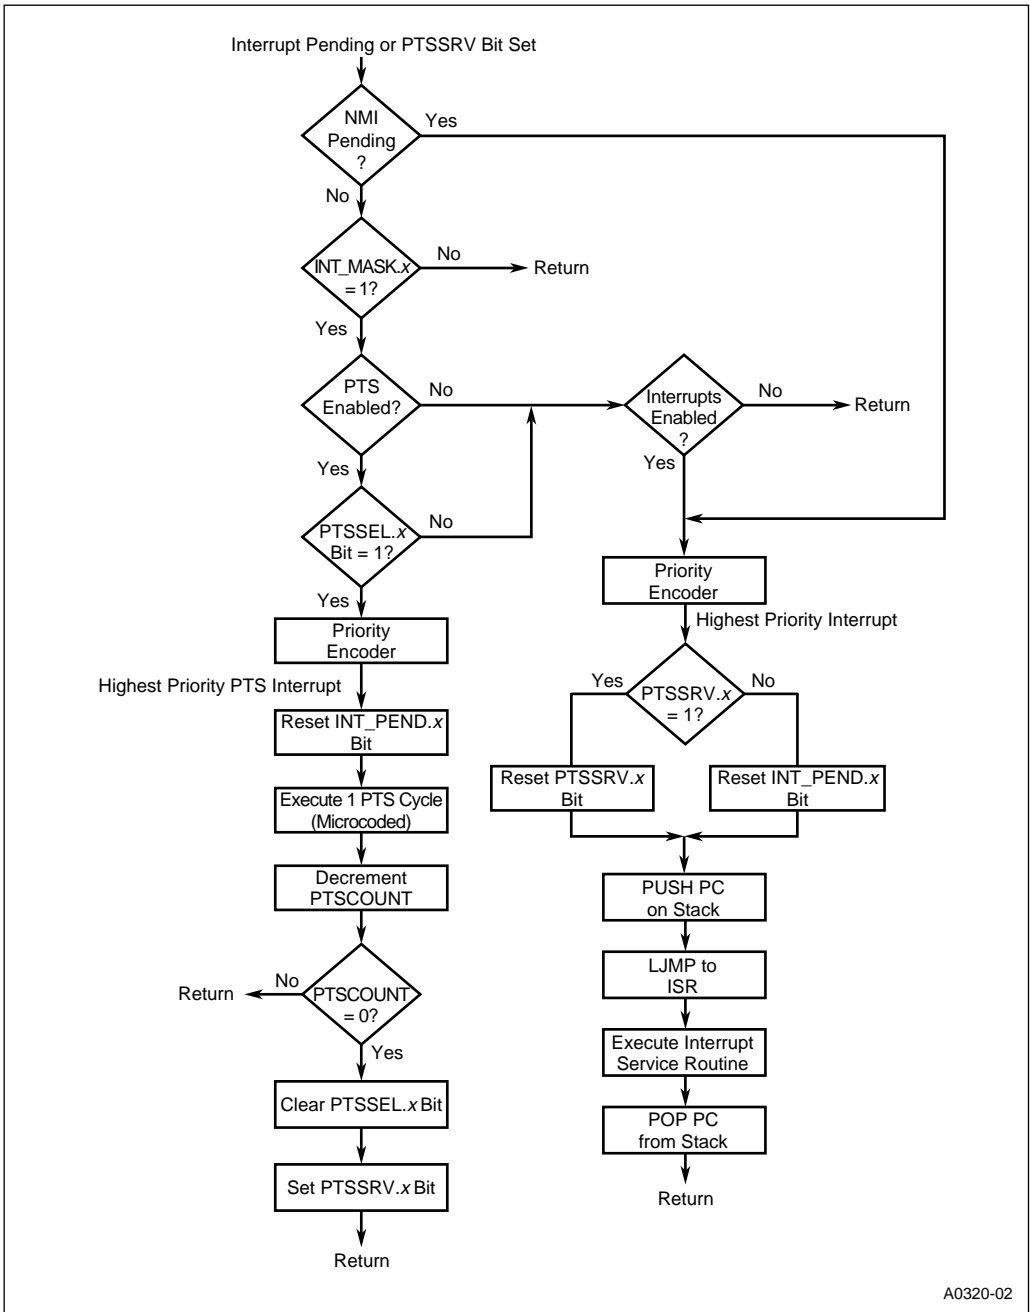 Interrupt Pending or PTSSRV Bit Set
NMI
Pending
?
Yes
No
INT_MASK.x
= 1?
No
Return
Yes
PTS
Enabled?
No
Interrupts
Enabled
?
No
Return
Yes
Yes
PTSSEL.x
Bit = 1?
No
Yes
Priority
Encoder
Highest Priority Interrupt
Priority
Encoder
Highest Priority PTS Interrupt
Yes
PTSSRV.x
= 1?
No
Reset INT_PEND.x
Bit
Reset PTSSRV.x
Bit
Reset INT_PEND.x
Bit
Execute 1 PTS Cycle
(Microcoded)
Decrement
PTSCOUNT
PUSH PC
on Stack
LJMP to
ISR
Return
No
PTSCOUNT
= 0?
Yes
Execute Interrupt
Service Routine
Clear PTSSEL.x Bit
POP PC
from Stack
Set PTSSRV.x Bit
Return
Return
A0320-02